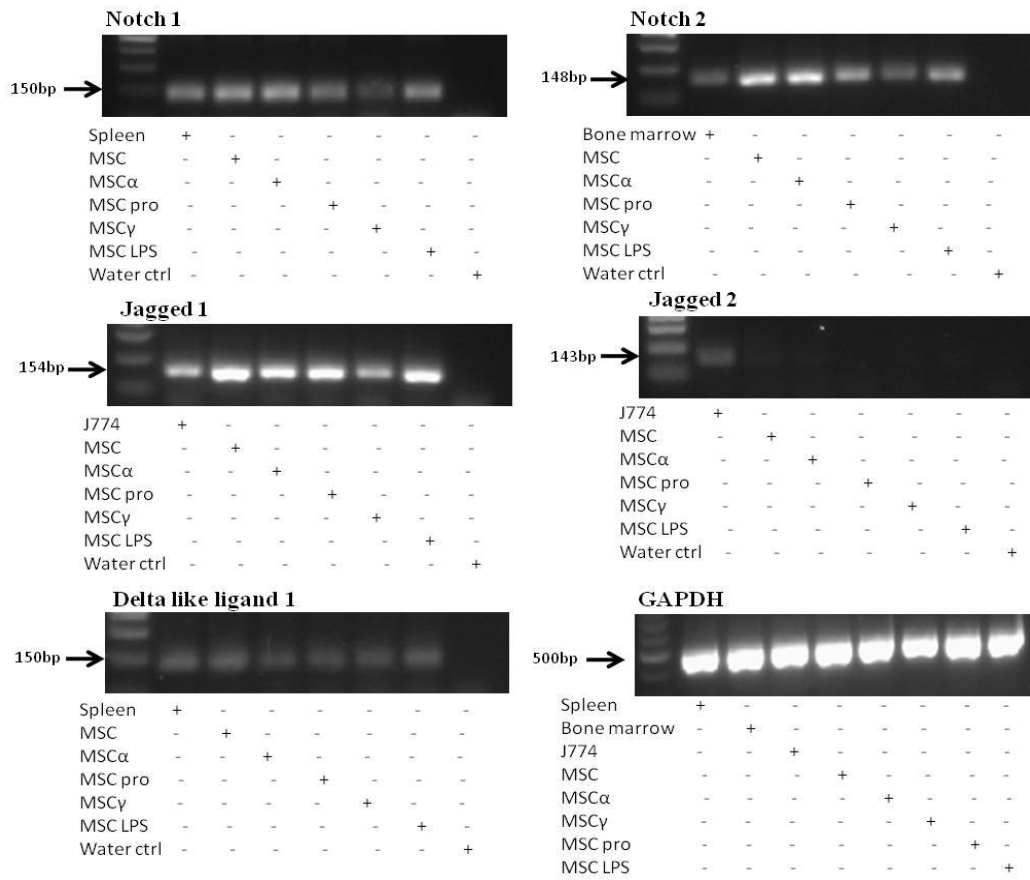 Notch 1
150bp
Spleen + - - - - - -
MSC - + - - - - -
MSCα - - + - - - -
MSC pro - - - + - - -
MSCγ - - - - + - -
MSC LPS - - - - - + -
Water ctrl - - - - - - +
Notch 2
148bp
Bone marrow + - - - - - -
MSC - + - - - - -
MSCα - - + - - - -
MSC pro - - - + - - -
MSCγ - - - - + - -
MSC LPS - - - - - + -
Water ctrl - - - - - - +
Jagged 1
154bp
J774 + - - - - - -
MSC - + - - - - -
MSCα - - + - - - -
MSC pro - - - + - - -
MSCγ - - - - + - -
MSC LPS - - - - - + -
Water ctrl - - - - - - +
Jagged 2
143bp
J774 + - - - - - -
MSC - + - - - - -
MSCα - - + - - - -
MSC pro - - - + - - -
MSCγ - - - - + - -
MSC LPS - - - - - + -
Water ctrl - - - - - - +
Delta like ligand 1
150bp
Spleen + - - - - - -
MSC - + - - - - -
MSCα - - + - - - -
MSC pro - - - + - - -
MSCγ - - - - + - -
MSC LPS - - - - - + -
Water ctrl - - - - - - +
GAPDH
500bp
Spleen + - - - - - - -
Bone marrow - + - - - - - -
J774 - - + - - - - -
MSC - - - + - - - -
MSCα - - - - + - - -
MSCγ - - - - - + - -
MSC pro - - - - - - + -
MSC LPS - - - - - - - +